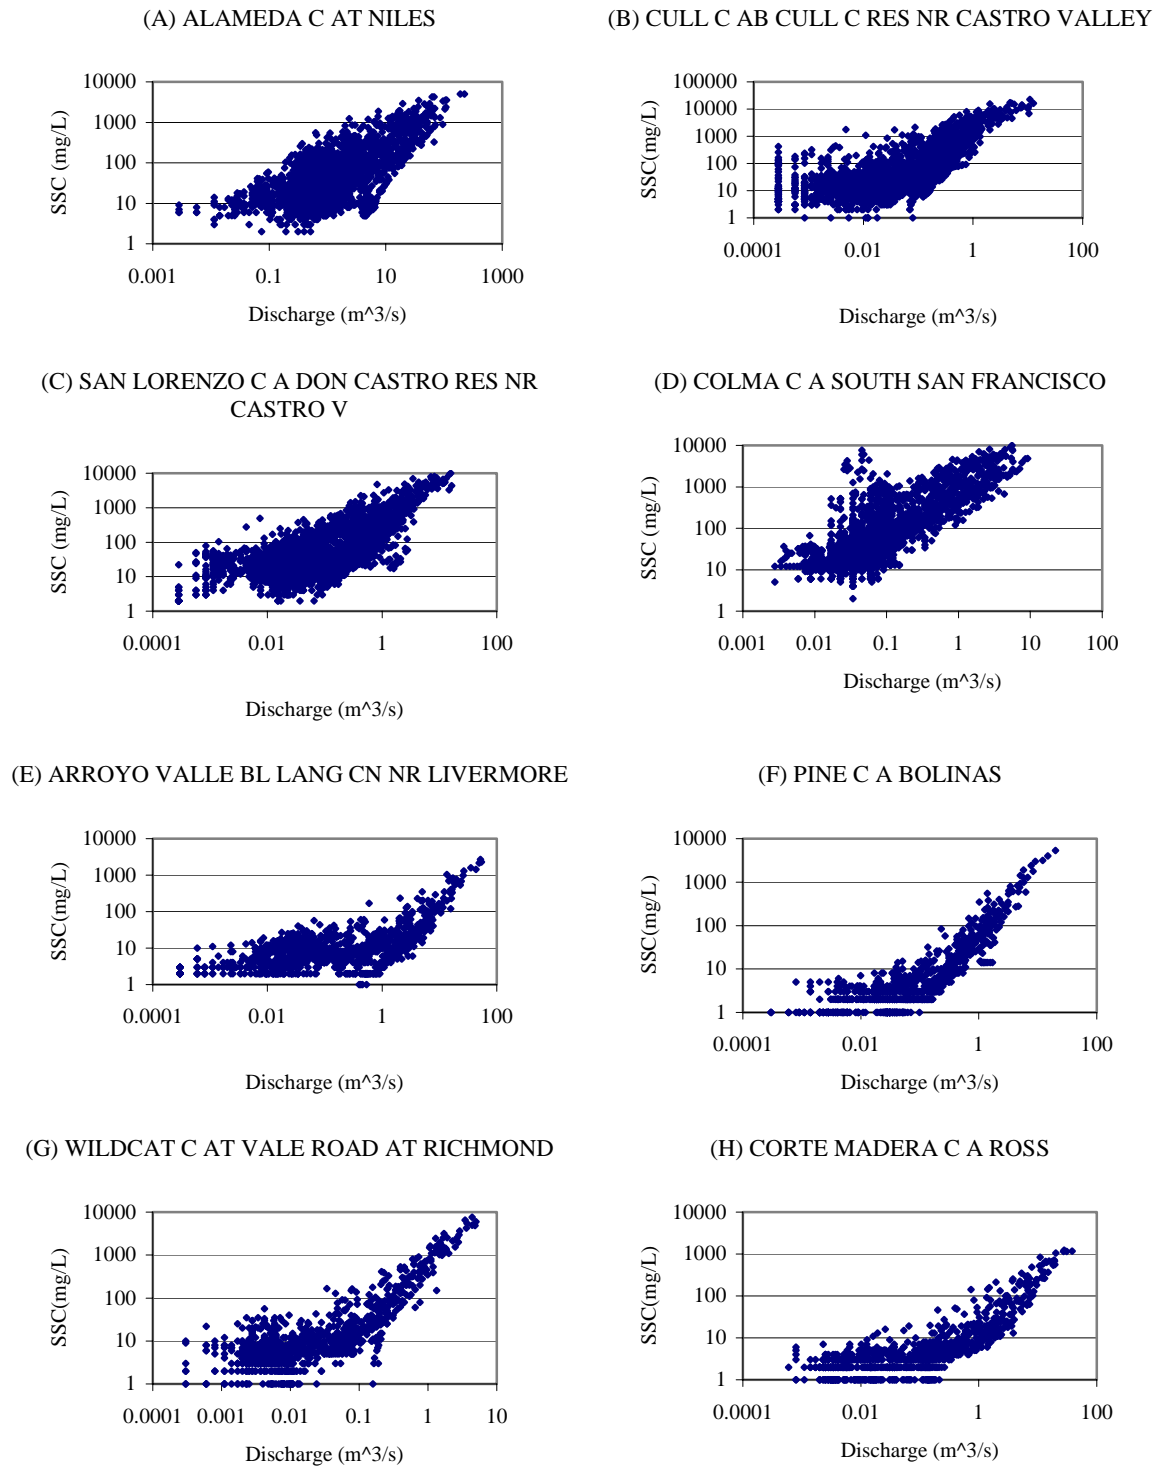 (A) ALAMEDA C AT NILES
10000
1000
100
10
1
SSC (mg/L)
0.001 0.1 10 1000
Discharge (m^3/s)
(B) CULL C AB CULL C RES NR CASTRO VALLEY
100000
10000
1000
100
10
1
SSC(mg/L)
0.0001 0.01 1 100
Discharge (m^3/s)
(C) SAN LORENZO C A DON CASTRO RES NR
CASTRO V
10000
1000
100
10
1
SSC (mg/L)
0.0001 0.01 1 100
Discharge (m^3/s)
(D) COLMA C A SOUTH SAN FRANCISCO
10000
1000
100
10
1
SSC (mg/L)
0.001 0.01 0.1 1 10 100
Discharge (m^3/s)
(E) ARROYO VALLE BL LANG CN NR LIVERMORE
10000
1000
100
10
1
SSC(mg/L)
0.0001 0.01 1 100
Discharge (m^3/s)
(F) PINE C A BOLINAS
10000
1000
100
10
1
SSC(mg/L)
0.0001 0.01 1 100
Discharge (m^3/s)
(G) WILDCAT C AT VALE ROAD AT RICHMOND
10000
1000
100
10
1
SSC(mg/L)
0.0001 0.001 0.01 0.1 1 10
Discharge (m^3/s)
(H) CORTE MADERA C A ROSS
10000
1000
100
10
1
SSC(mg/L)
0.0001 0.01 1 100
Discharge (m^3/s)